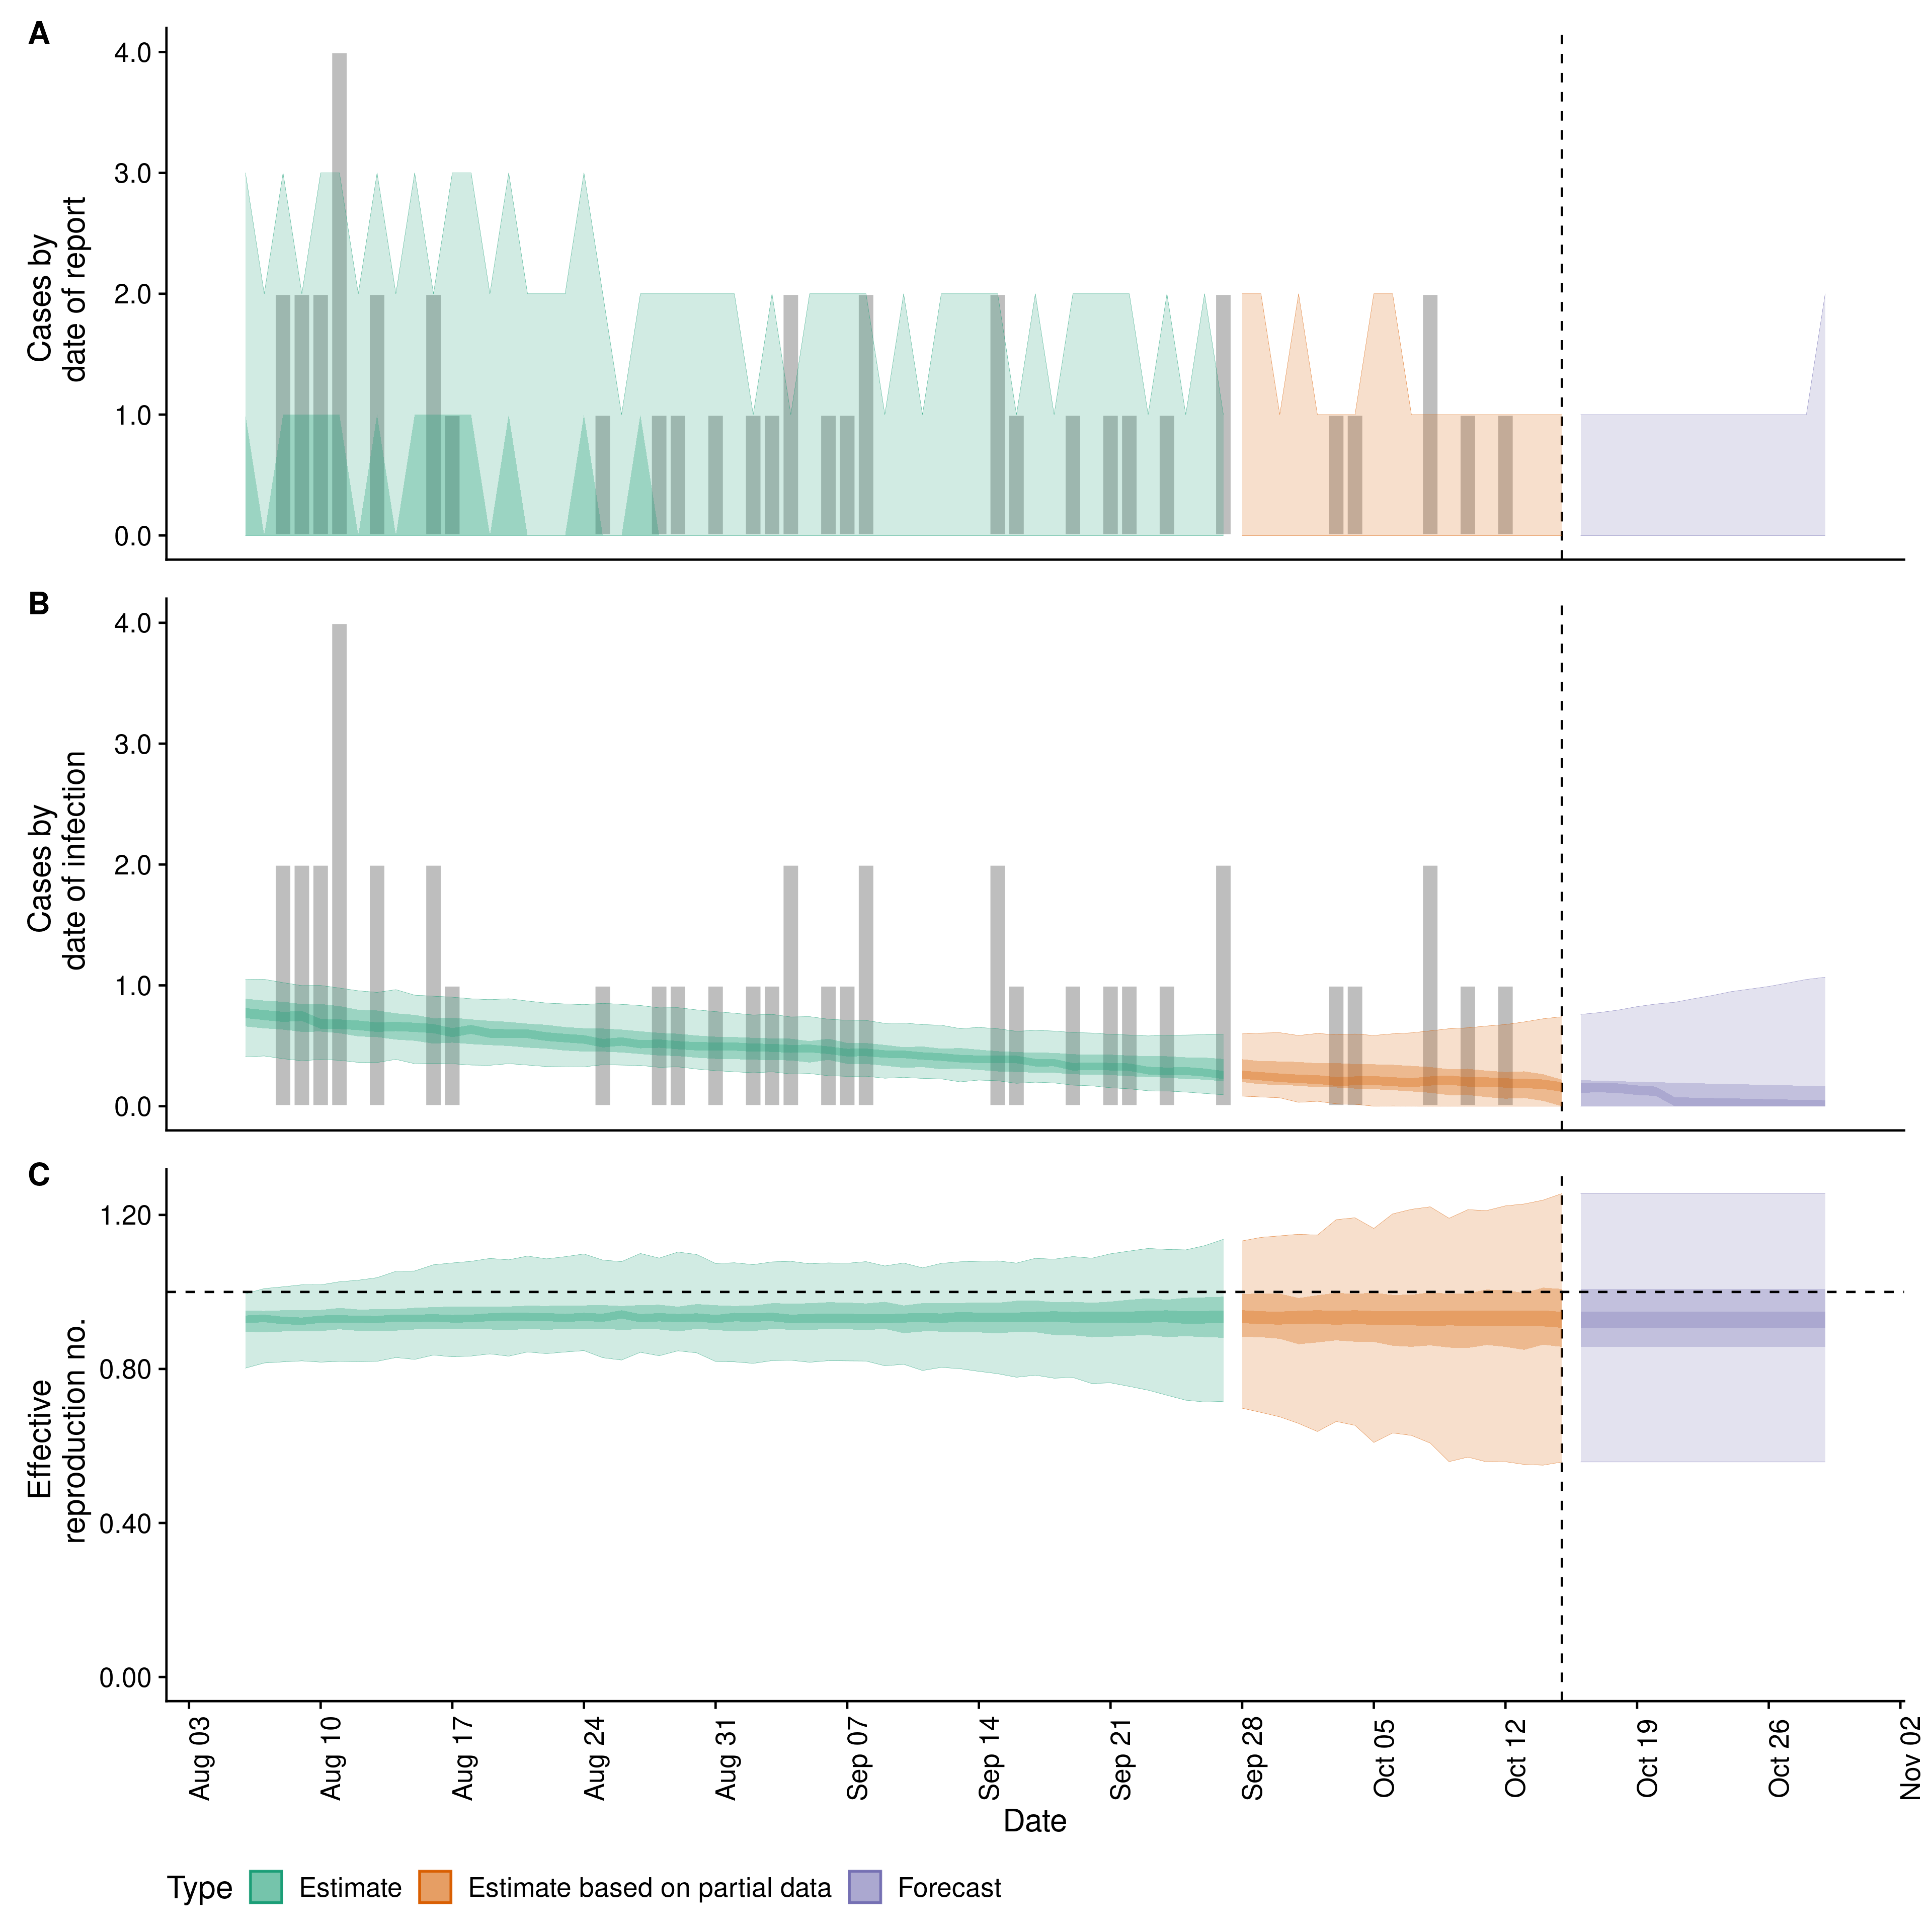 A
4.0
3.0
2.0
1.0
0.0
Cases by
date of report
B
4.0
3.0
2.0
1.0
0.0
Cases by
date of infection
C
1.20
0.80
0.40
0.00
Effective
reproduction no.
Aug 03
Aug 10
Aug 17
Aug 24
Aug 31
Sep 07
Sep 14
Sep 21
Sep 28
Oct 05
Oct 12
Oct 19
Oct 26
Nov 02
Date
Type Estimate Estimate based on partial data Forecast